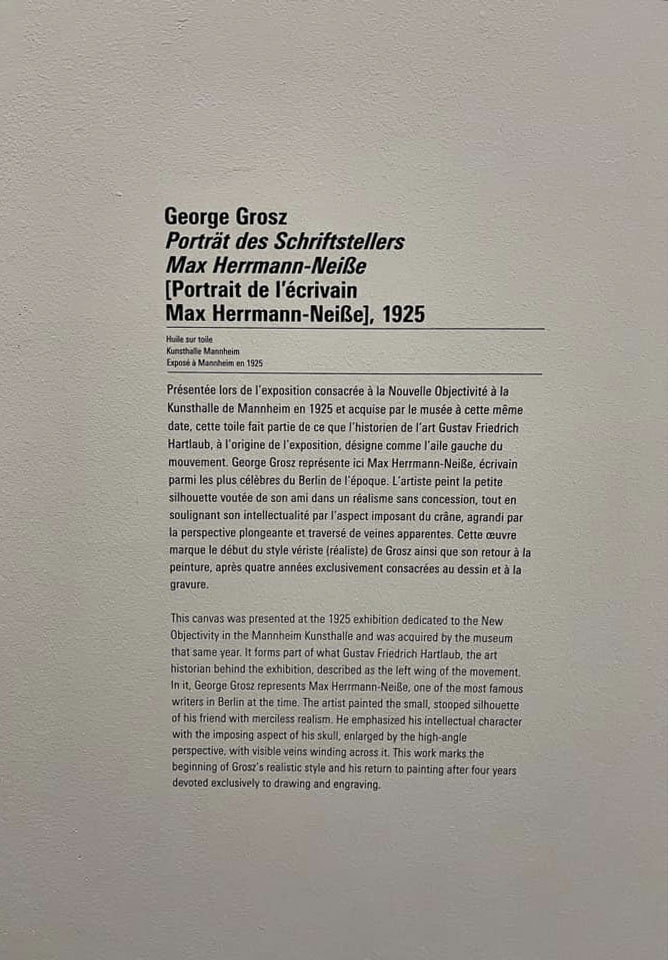 George Grosz
Porträt des Schriftstellers
Max Herrmann-Neiße
[Portrait de l'écrivain
Max Herrmann-Neiße], 1925
Huile sur toile
Kunsthalle Mannheim
Exposé à Mannheim en 1925
Présentée lors de l'exposition consacrée à la Nouvelle Objectivité à la
Kunsthalle de Mannheim en 1925 et acquise par le musée à cette même
date, cette toile fait partie de ce que l'historien de l'art Gustav Friedrich
Hartlaub, à l'origine de l'exposition, désigne comme l'aile gauche du
mouvement. George Grosz représente ici Max Herrmann-Neiße, écrivain
parmi les plus célèbres du Berlin de l'époque. L'artiste peint la petite
silhouette voutée de son ami dans un réalisme sans concession, tout en
soulignant son intellectualité par l'aspect imposant du crâne, agrandi par
la perspective plongeante et traversé de veines apparentes. Cette œuvre
marque le début du style vériste (réaliste) de Grosz ainsi que son retour à la
peinture, après quatre années exclusivement consacrées au dessin et à la
gravure.
This canvas was presented at the 1925 exhibition dedicated to the New
Objectivity in the Mannheim Kunsthalle and was acquired by the museum
that same year. It forms part of what Gustav Friedrich Hartlaub, the art
historian behind the exhibition, described as the left wing of the movement.
In it, George Grosz represents Max Herrmann-Neiße, one of the most famous
writers in Berlin at the time. The artist painted the small, stooped silhouette
of his friend with merciless realism. He emphasized his intellectual character
with the imposing aspect of his skull, enlarged by the high-angle
perspective, with visible veins winding across it. This work marks the
beginning of Grosz's realistic style and his return to painting after four years
devoted exclusively to drawing and engraving.